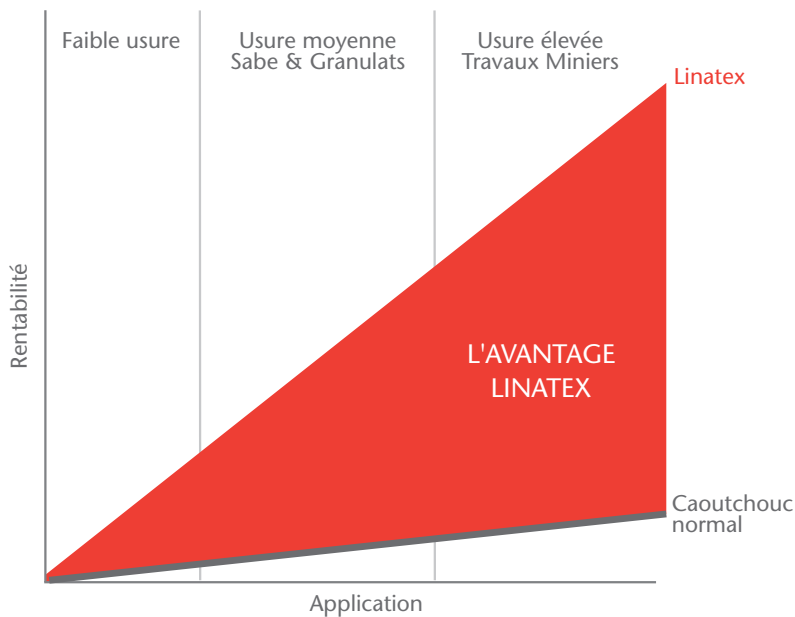 Faible usure
Usure moyenne
Sabe & Granulats
Usure élevée
Travaux Miniers
Linatex
Rentabilité
L'AVANTAGE
LINATEX
Caoutchouc
normal
Application